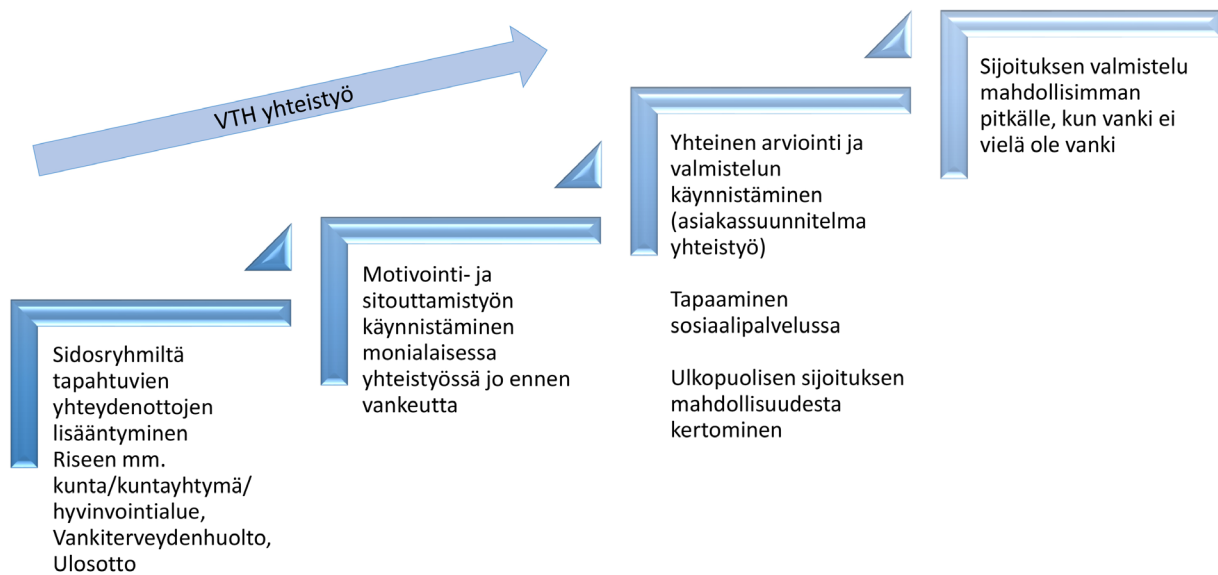 VTH yhteistyö
Sidosryhmiltä
tapahtuvien
yhteydenottojen
lisääntyminen
Riseen mm.
kunta/kuntayhtymä/
hyvinvointialue,
Vankiterveydenhuolto,
Ulosotto
Motivointi- ja
sitouttamistyön
käynnistäminen
monialaisessa
yhteistyössä jo ennen
vankeutta
Yhteinen arviointi ja
valmistelun
käynnistäminen
(asiakassuunnitelma
yhteistyö)
Tapaaminen
sosiaalipalvelussa
Ulkopuolisen sijoituksen
mahdollisuudesta
kertominen
Sijoituksen valmistelu
mahdollisimman
pitkälle, kun vanki ei
vielä ole vanki